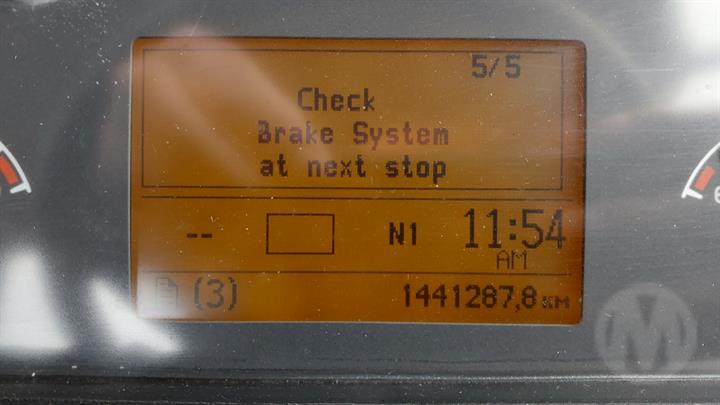 5/5
Check
Brake System
at next stop
-- N1 11:54
AM
(3) 1441287,8 KM
M